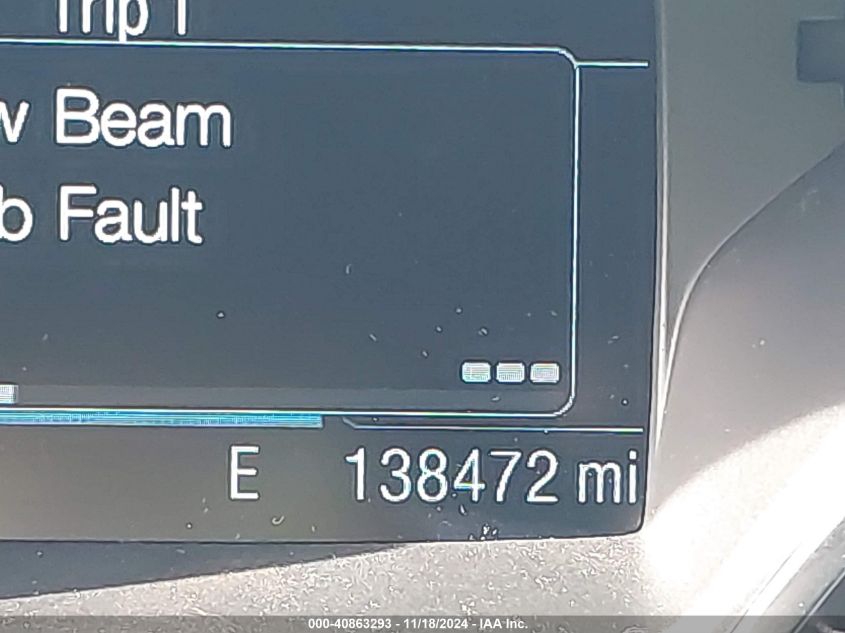 Trip 1
w Beam
b Fault
E 138472 mi
000-40863293 - 11/18/2024 - IAA Inc.